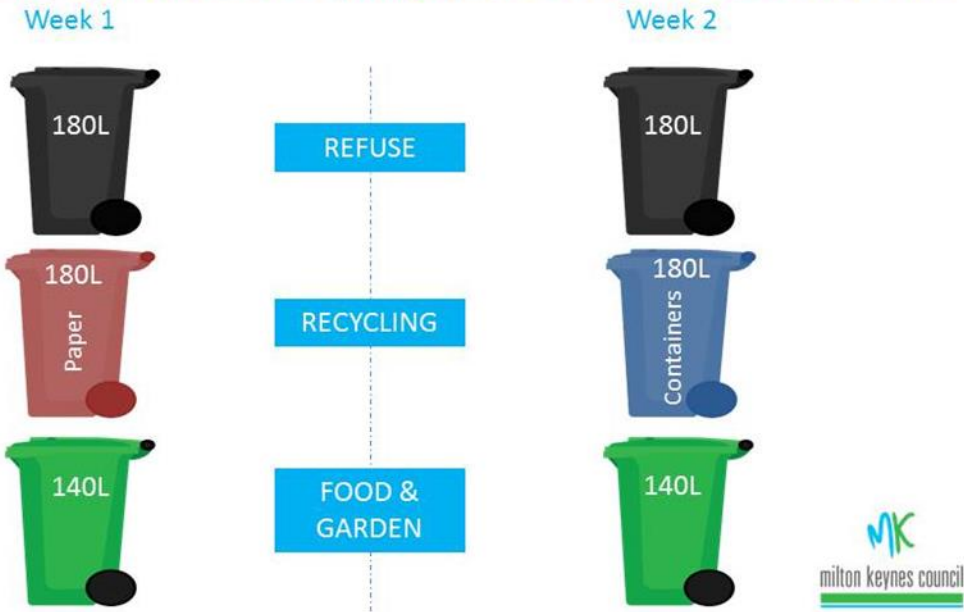 Week 1
Week 2
180L
REFUSE
180L
180L
Paper
RECYCLING
180L
Containers
140L
FOOD &
GARDEN
140L
MK
milton keynes council